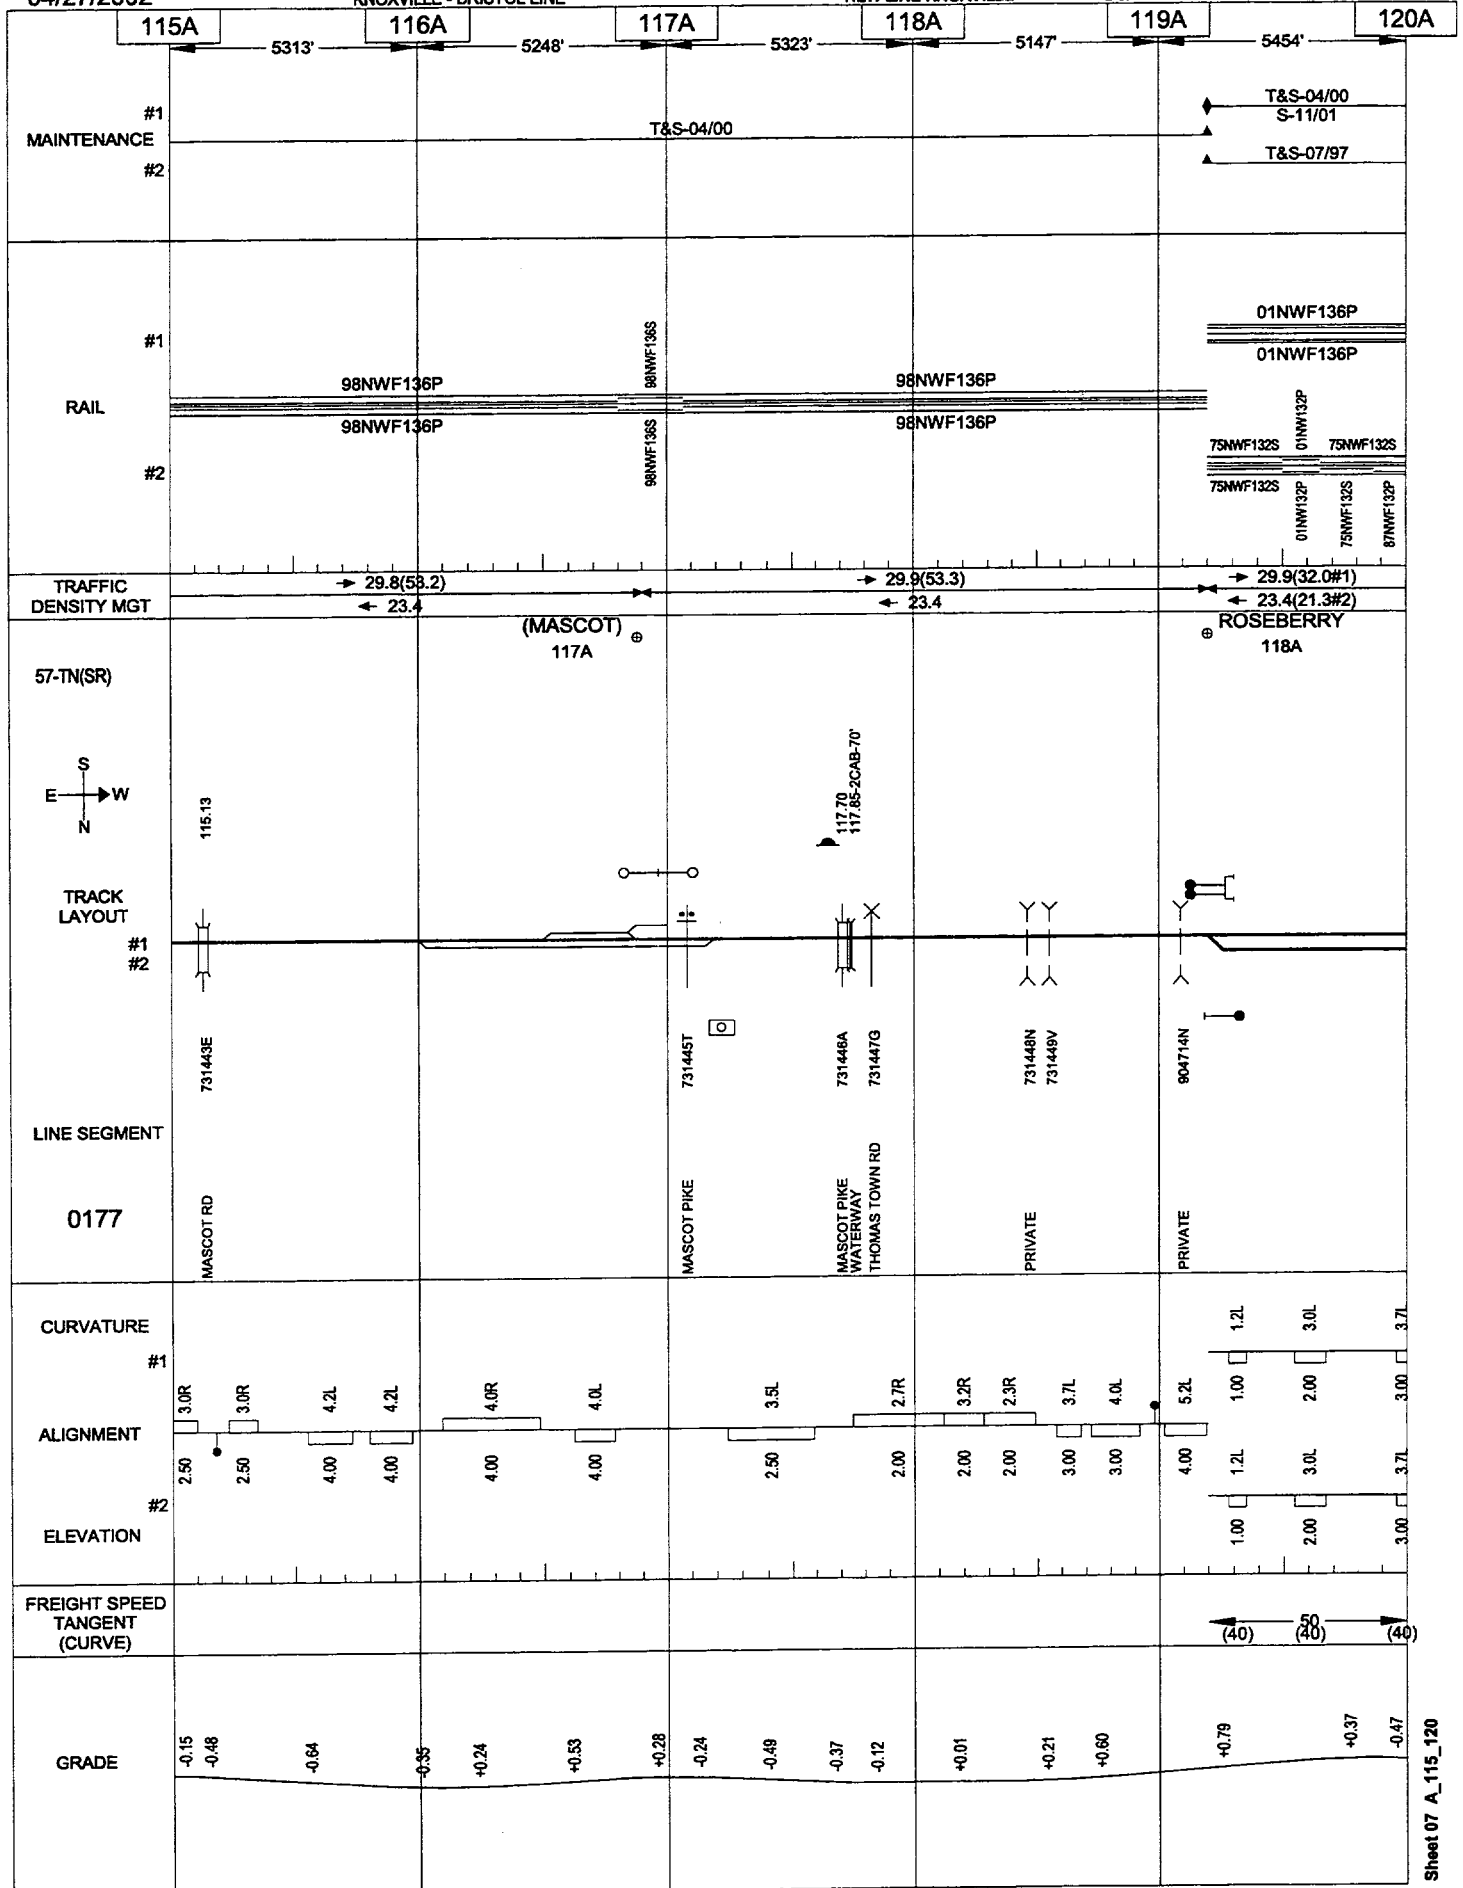 115A 116A 117A 118A 119A 120A
5313' 5248' 5323' 5147' 5454'
#1
MAINTENANCE
#2
T&S-04/00
T&S-04/00
S-11/01
T&S-07/97
RAIL
#1
#2
98NWF136P
98NWF136P
98NWF136S
98NWF136S
98NWF136P
98NWF136P
01NWF136P
01NWF136P
75NWF132S
01NW132P
75NWF132S
75NWF132S
01NW132P
75NWF132S
87NWF132P
TRAFFIC
DENSITY MGT
→ 29.8(53.2)
← 23.4
→ 29.9(53.3)
← 23.4
→ 29.9(32.0#1)
← 23.4(21.3#2)
(MASCOT)
117A
ROSEBERRY
118A
57-TN(SR)
S
E W
N
TRACK
LAYOUT
#1
#2
115.13
117.70
117.85-2CAB-70'
731443E
731445T
731446A
731447G
731448N
731449V
904714N
LINE SEGMENT
0177
MASCOT RD
MASCOT PIKE
MASCOT PIKE
WATERWAY
THOMAS TOWN RD
PRIVATE
PRIVATE
CURVATURE
#1
1.2L 3.0L 3.7L
1.00 2.00 3.00
ALIGNMENT
3.0R 3.0R 4.2L 4.2L 4.0R 4.0L 3.5L 2.7R 3.2R 2.3R 3.7L 4.0L 5.2L
2.50 2.50 4.00 4.00 4.00 4.00 2.50 2.00 2.00 2.00 3.00 3.00 4.00
#2
1.2L 3.0L 3.7L
1.00 2.00 3.00
ELEVATION
FREIGHT SPEED
TANGENT
(CURVE)
50
(40) (40) (40)
GRADE
-0.15 -0.48 +0.64 -0.35 +0.24 +0.53 +0.28 -0.24 -0.49 -0.37 -0.12 +0.01 +0.21 +0.60 +0.79 +0.37 -0.47
Sheet 07 A_115_120